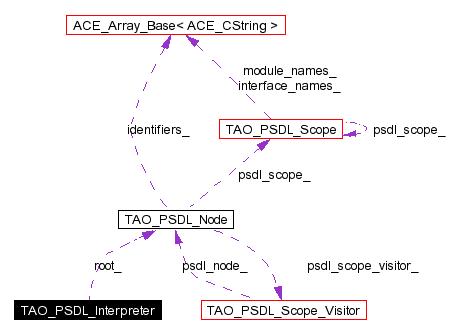 ACE_Array_Base< ACE_CString >
module_names_
interface_names_
identifiers_
TAO_PSDL_Scope
psdl_scope_
psdl_scope_
TAO_PSDL_Node
root_
psdl_node_
psdl_scope_visitor_
TAO_PSDL_Interpreter
TAO_PSDL_Scope_Visitor